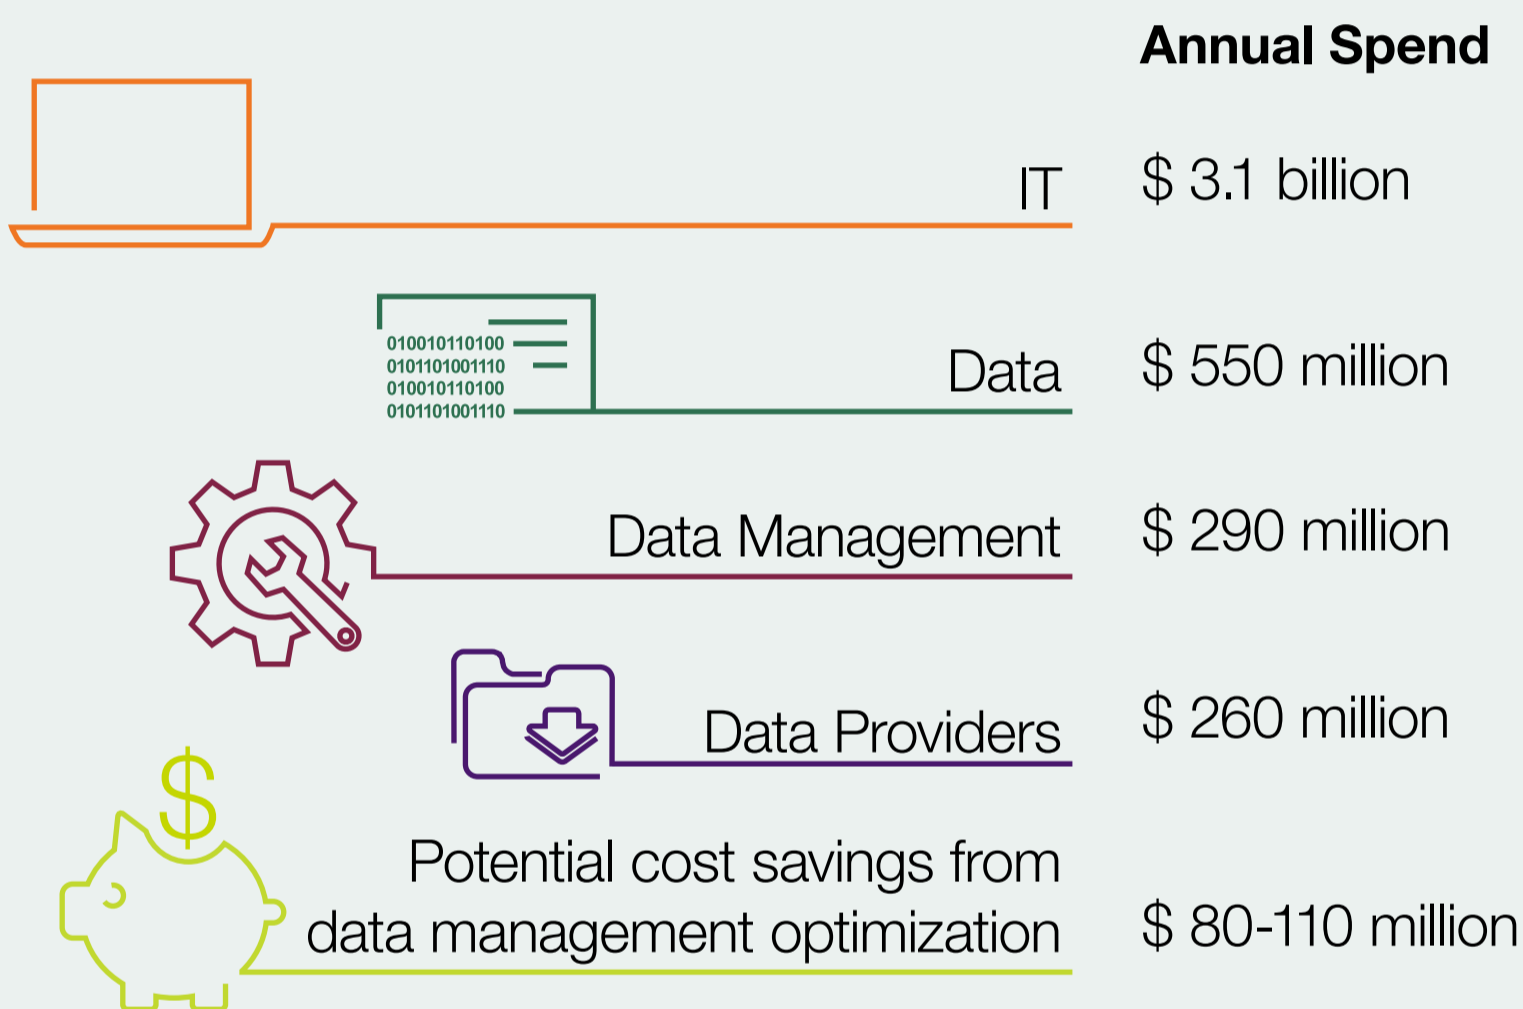 Annual Spend
IT $ 3.1 billion
010010110100
0101101001110
010010110100
0101101001110
Data $ 550 million
Data Management $ 290 million
Data Providers $ 260 million
$
Potential cost savings from
data management optimization $ 80-110 million